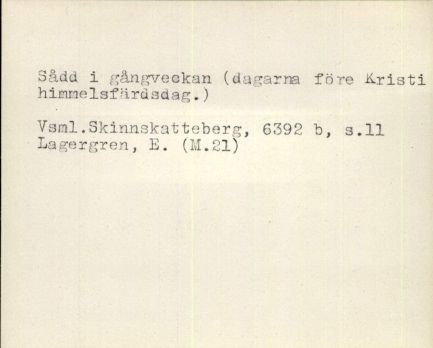 Sådd i gångveckan (dagarna före Kristi
himmelsfärdsdag.)
Vsml.Skinnskatteberg, 6392 b, s.11
Lagergren, E. (M.21)